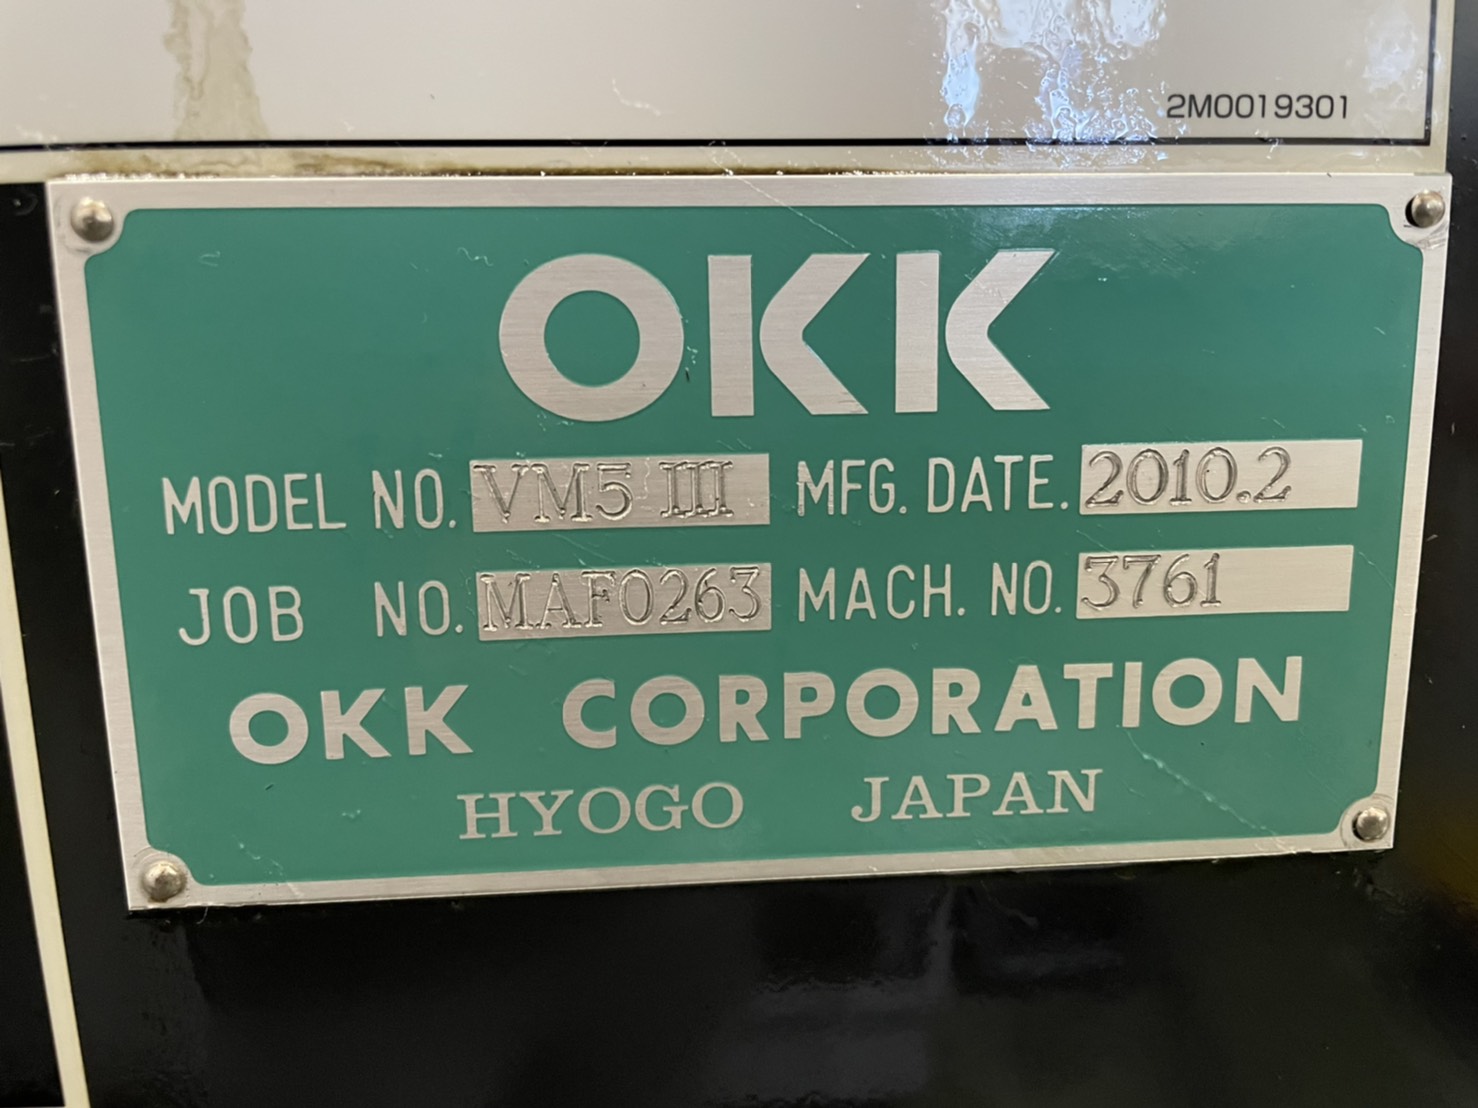 2M0019301
OKK
MODEL NO. VM5 III MFG. DATE. 2010.2
JOB NO. MAF0263 MACH. NO. 3761
OKK CORPORATION
HYOGO JAPAN